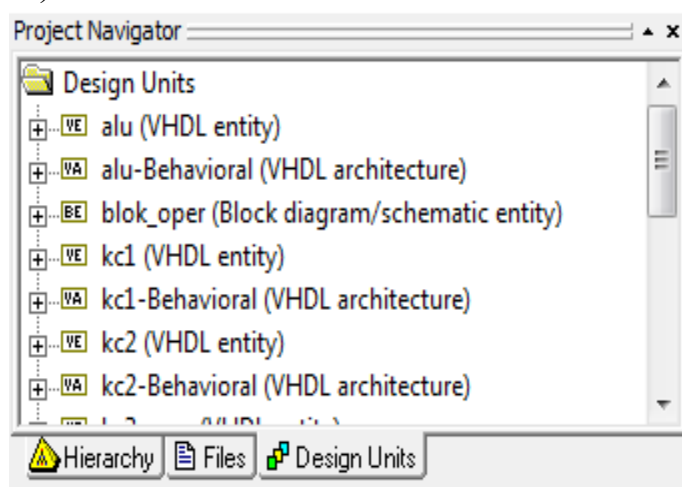 Project Navigator
Design Units
VE alu (VHDL entity)
VA alu-Behavioral (VHDL architecture)
BE blok_oper (Block diagram/schematic entity)
VE kc1 (VHDL entity)
VA kc1-Behavioral (VHDL architecture)
VE kc2 (VHDL entity)
VA kc2-Behavioral (VHDL architecture)
Hierarchy Files Design Units